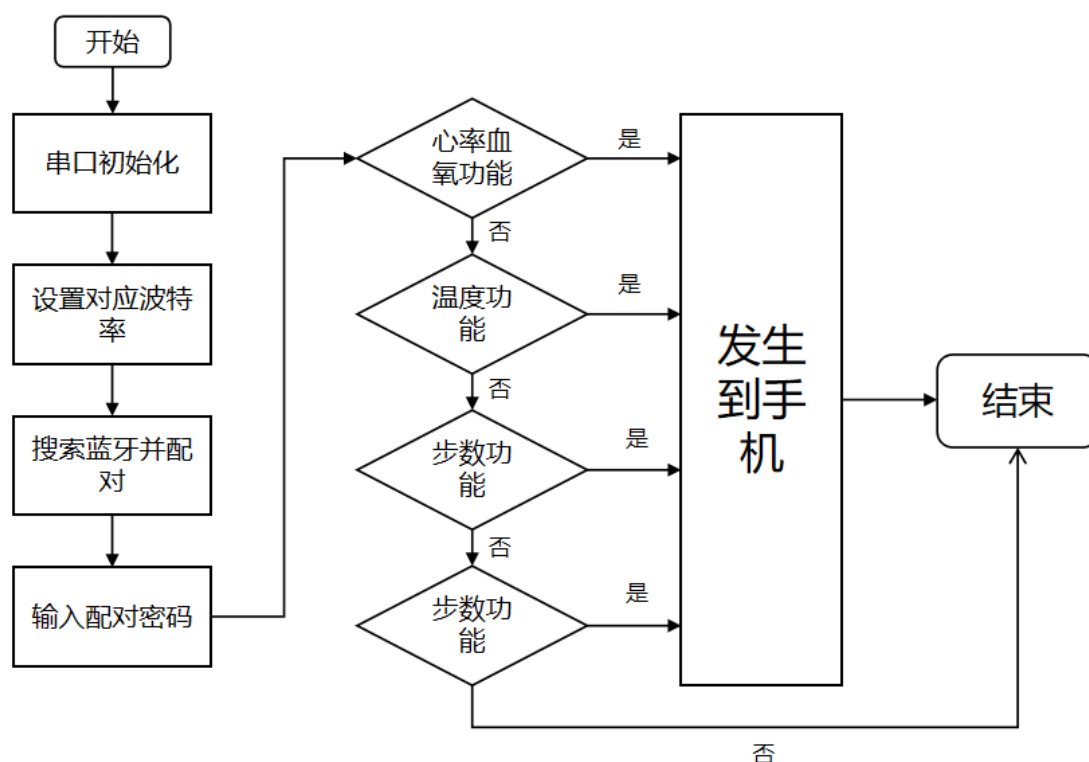 开始
串口初始化
设置对应波特
率
搜索蓝牙并配
对
输入配对密码
心率血
氧功能
是
否
温度功
能
是
否
步数功
能
是
否
步数功
能
是
否
发生
到手
机
结束